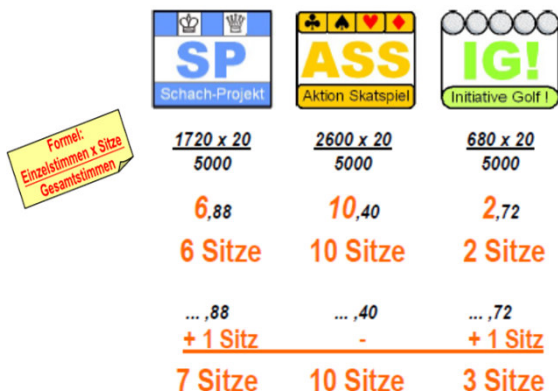 SP
Schach-Projekt
ASS
Aktion Skatspiel
IG!
Initiative Golf !
Formel:
Einzelstimmen x Sitze
Gesamtstimmen
1720 x 20 2600 x 20 680 x 20
5000 5000 5000
6,88 10,40 2,72
6 Sitze 10 Sitze 2 Sitze
... ,88 ... ,40 ... ,72
+ 1 Sitz - + 1 Sitz
7 Sitze 10 Sitze 3 Sitze